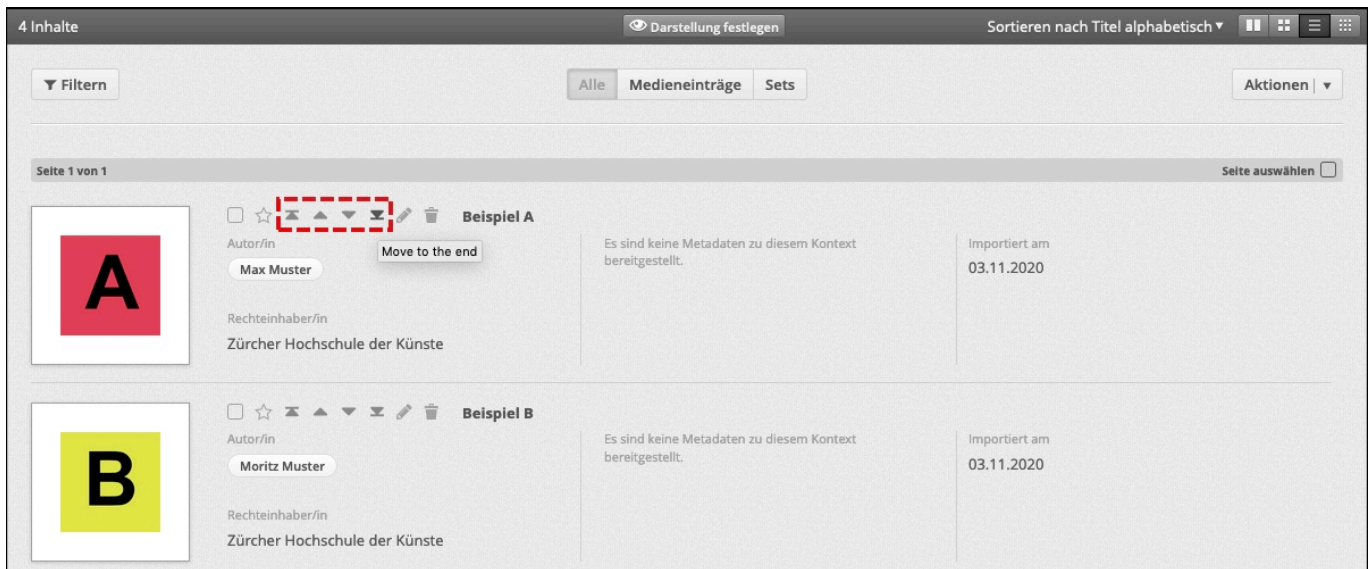 4 Inhalte
Darstellung festlegen
Sortieren nach Titel alphabetisch
Filtern
Alle Medieneinträge Sets
Aktionen
Seite 1 von 1
Seite auswählen
A
Beispiel A
Move to the end
Autor/in
Max Muster
Rechteinhaber/in
Zürcher Hochschule der Künste
Es sind keine Metadaten zu diesem Kontext
bereitgestellt.
Importiert am
03.11.2020
B
Beispiel B
Autor/in
Moritz Muster
Rechteinhaber/in
Zürcher Hochschule der Künste
Es sind keine Metadaten zu diesem Kontext
bereitgestellt.
Importiert am
03.11.2020